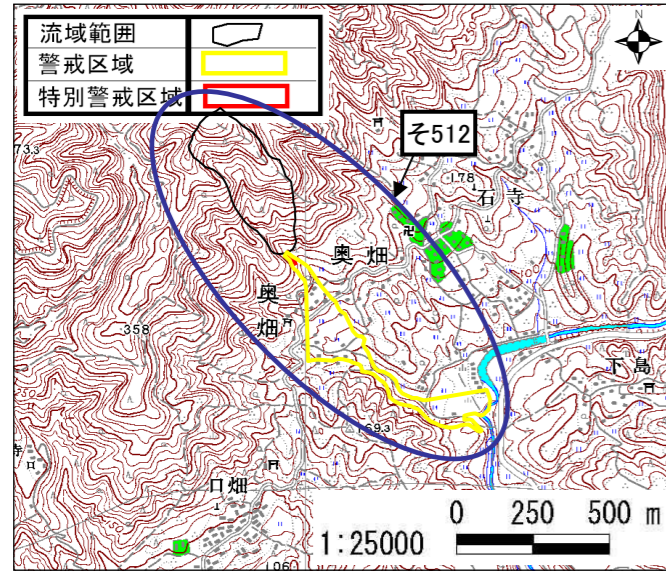 流域範囲
警戒区域
特別警戒区域
N
そ512
73.3
178
石寺
奥畑
奥畑
358
下島
169.3
口畑
106
0 250 500 m
1:25000